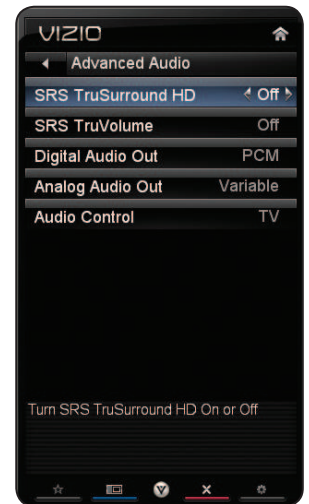 VIZIO
Advanced Audio
SRS TruSurround HD Off
SRS TruVolume Off
Digital Audio Out PCM
Analog Audio Out Variable
Audio Control TV
Turn SRS TruSurround HD On or Off
V